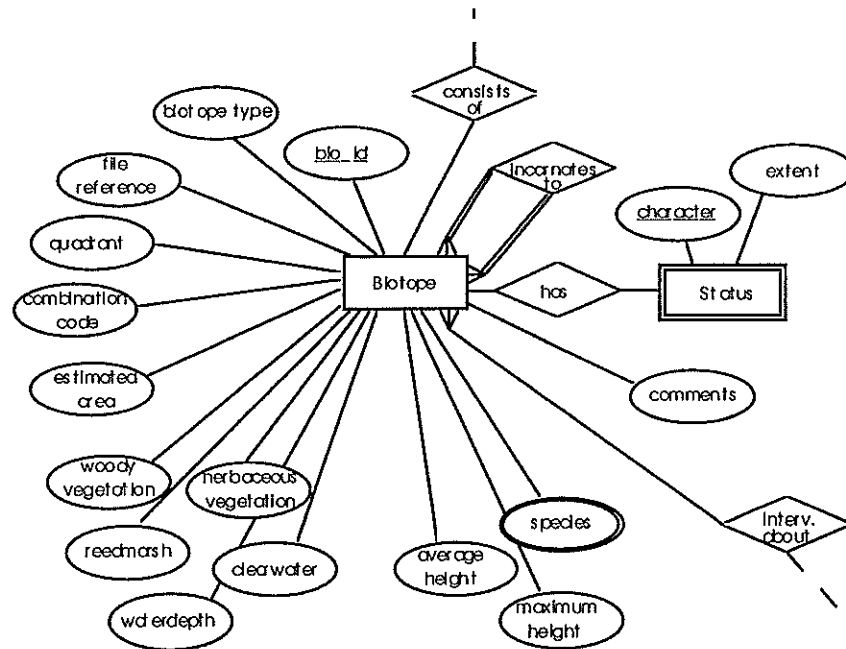 consists
of
biotope type
bio_id
incarnates
to
extent
file
reference
character
quadrant
Biotope
has
Status
combination
code
estimated
area
comments
woody
vegetation
herbaceous
vegetation
species
Interv.
about
reedmarsh
clearwater
average
height
waterdepth
maximum
height